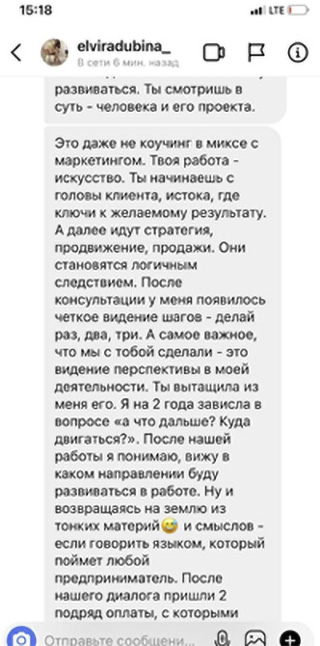 15:18
LTE
elviradubina_
В сети 6 мин. назад
развиваться. Ты смотришь в
суть - человека и его проекта.
Это даже не коучинг в миксе с
маркетингом. Твоя работа -
искусство. Ты начинаешь с
головы клиента, истока, где
ключи к желаемому результату.
А далее идут стратегия,
продвижение, продажи. Они
становятся логичным
следствием. После
консультации у меня появилось
четкое видение шагов - делай
раз, два, три. А самое важное,
что мы с тобой сделали - это
видение перспективы в моей
деятельности. Ты вытащила из
меня его. Я на 2 года зависла в
вопросе «а что дальше? Куда
двигаться?». После нашей
работы я понимаю, вижу в
каком направлении буду
развиваться в работе. Ну и
возвращаясь на землю из
тонких материй😅 и смыслов -
если говорить языком, который
поймет любой
предприниматель. После
нашего диалога пришли 2
подряд оплаты, с которыми
Отправьте сообщени...